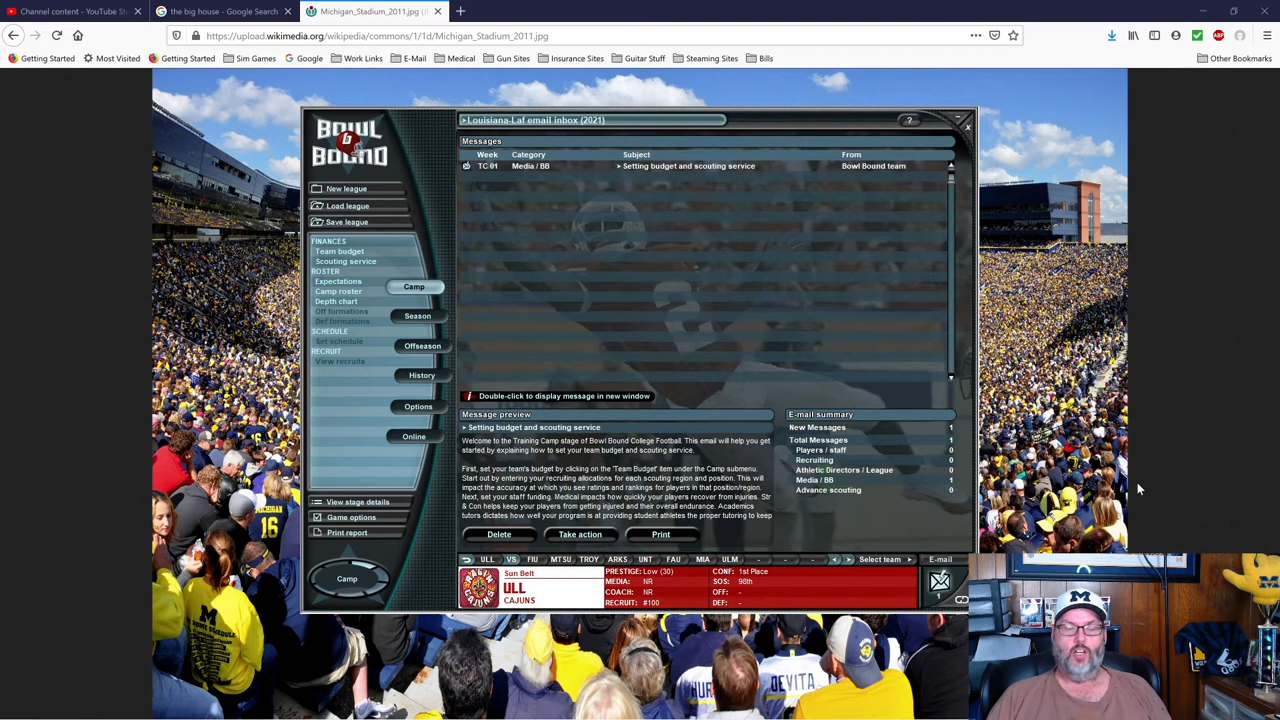 Channel content - YouTube St
the big house - Google Search
Michigan_Stadium_2011.jpg (J
https://upload.wikimedia.org/wikipedia/commons/1/1d/Michigan_Stadium_2011.jpg
Getting Started
Most Visited
Getting Started
Sim Games
Google
Work Links
E-Mail
Medical
Gun Sites
Insurance Sites
Guitar Stuff
Steaming Sites
Bills
Other Bookmarks
BOWL
BOUND
Louisiana-Laf email inbox (2021)
?
Messages
Week Category Subject From
TC 01 Media / BB Setting budget and scouting service Bowl Bound team
New league
Load league
Save league
FINANCES
Team budget
Scouting service
ROSTER
Expectations
Camp roster
Depth chart
Off formations
Def formations
SCHEDULE
Set schedule
RECRUIT
View recruits
Camp
Season
Offseason
History
Options
Online
View stage details
Game options
Print report
Camp
Double-click to display message in new window
Message preview
Setting budget and scouting service
Welcome to the Training Camp stage of Bowl Bound College Football. This email will help you get
started by explaining how to set your team budget and scouting service.
First, set your team's budget by clicking on the 'Team Budget' item under the Camp submenu.
Start out by entering your recruiting allocations for each scouting region and position. This will
impact the accuracy at which you see ratings and rankings for players in that position/region.
Next, set your staff funding. Medical impacts how quickly your players recover from injuries. Str
& Con helps keep your players from getting injured and their overall endurance. Academics
tutors dictates how well your program is at providing student athletes the proper tutoring to keep
Delete
Take action
Print
E-mail summary
New Messages 1
Total Messages 1
Players / staff 0
Recruiting 0
Athletic Directors / League 0
Media / BB 1
Advance scouting 0
ULL VS FIU MTSU TROY ARKS UNT FAU MIA ULM - - - Select team E-mail
Sun Belt
ULL
CAJUNS
PRESTIGE: Low (30)
MEDIA: NR
COACH: NR
RECRUIT: #100
CONF: 1st Place
SOS: 98th
OFF: -
DEF: -
1
MICHIGAN
16
16
BOWL SCHEDULE
HUR
DEVITA
M
M